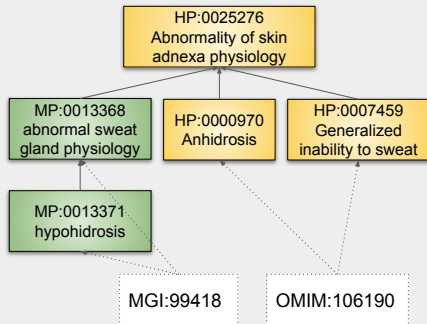 HP:0025276
Abnormality of skin
adnexa physiology
MP:0013368
abnormal sweat
gland physiology
HP:0000970
Anhidrosis
HP:0007459
Generalized
inability to sweat
MP:0013371
hypohidrosis
MGI:99418
OMIM:106190